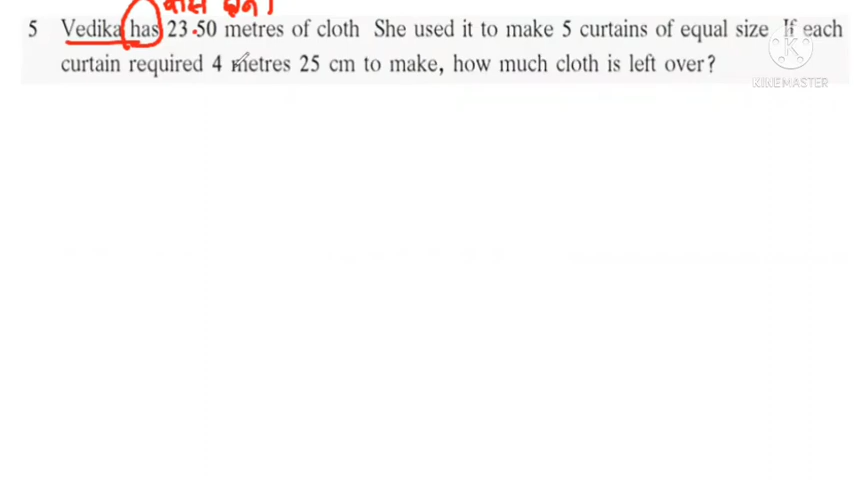 पास होना ।
5 Vedika has 23.50 metres of cloth She used it to make 5 curtains of equal size If each
curtain required 4 metres 25 cm to make, how much cloth is left over?
KINEMASTER